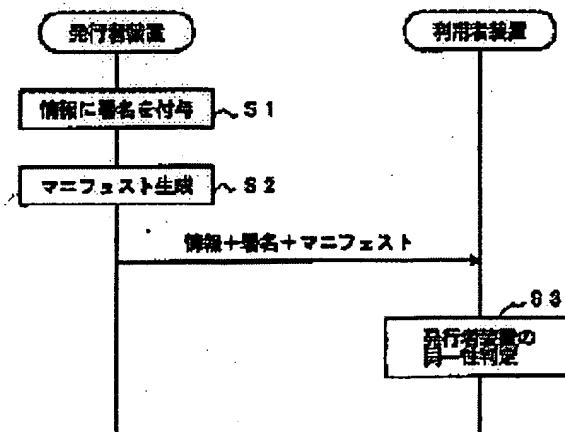 発行者装置
利用者装置
情報に署名を付与
S1
マニフェスト生成
S2
情報+署名+マニフェスト
S3
発行者装置の
同一性判定